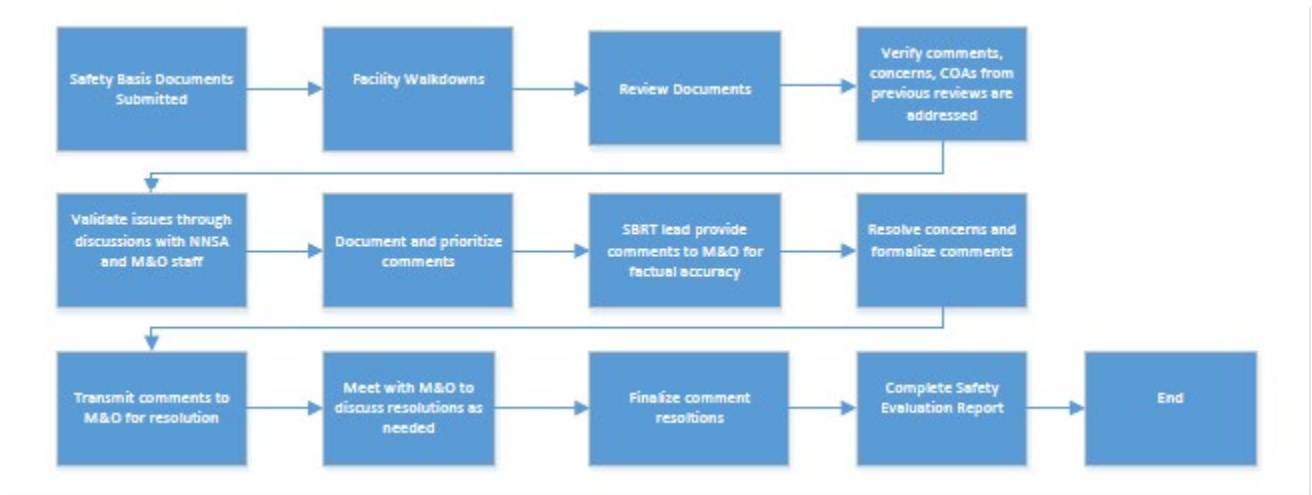 Safety Basis Documents
Submitted
Facility Walkdowns
Review Documents
Verify comments,
concerns, COAs from
previous reviews are
addressed
Validate issues through
discussions with NNSA
and M&O staff
Document and prioritize
comments
SBRT lead provide
comments to M&O for
factual accuracy
Resolve concerns and
formalize comments
Transmit comments to
M&O for resolution
Meet with M&O to
discuss resolutions as
needed
Finalize comment
resoltions
Complete Safety
Evaluation Report
End